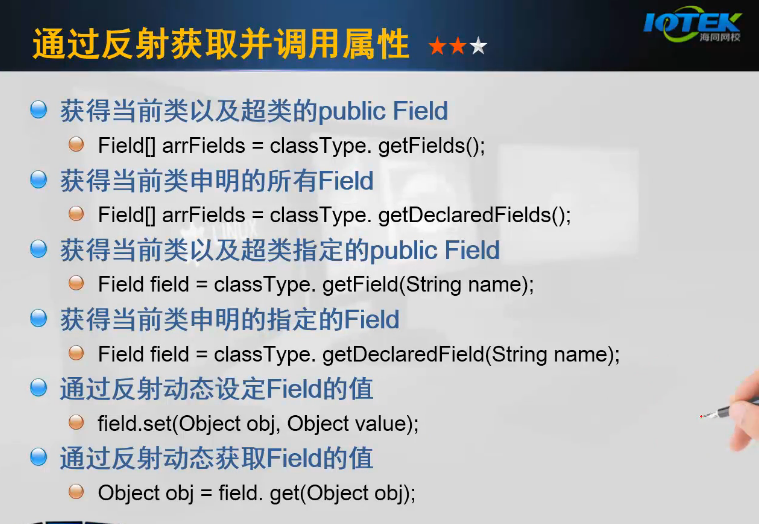 通过反射获取并调用属性
IOTEK
海同网校
获得当前类以及超类的public Field
Field[] arrFields = classType. getFields();
获得当前类申明的所有Field
Field[] arrFields = classType. getDeclaredFields();
获得当前类以及超类指定的public Field
Field field = classType. getField(String name);
获得当前类申明的指定的Field
Field field = classType. getDeclaredField(String name);
通过反射动态设定Field的值
field.set(Object obj, Object value);
通过反射动态获取Field的值
Object obj = field. get(Object obj);